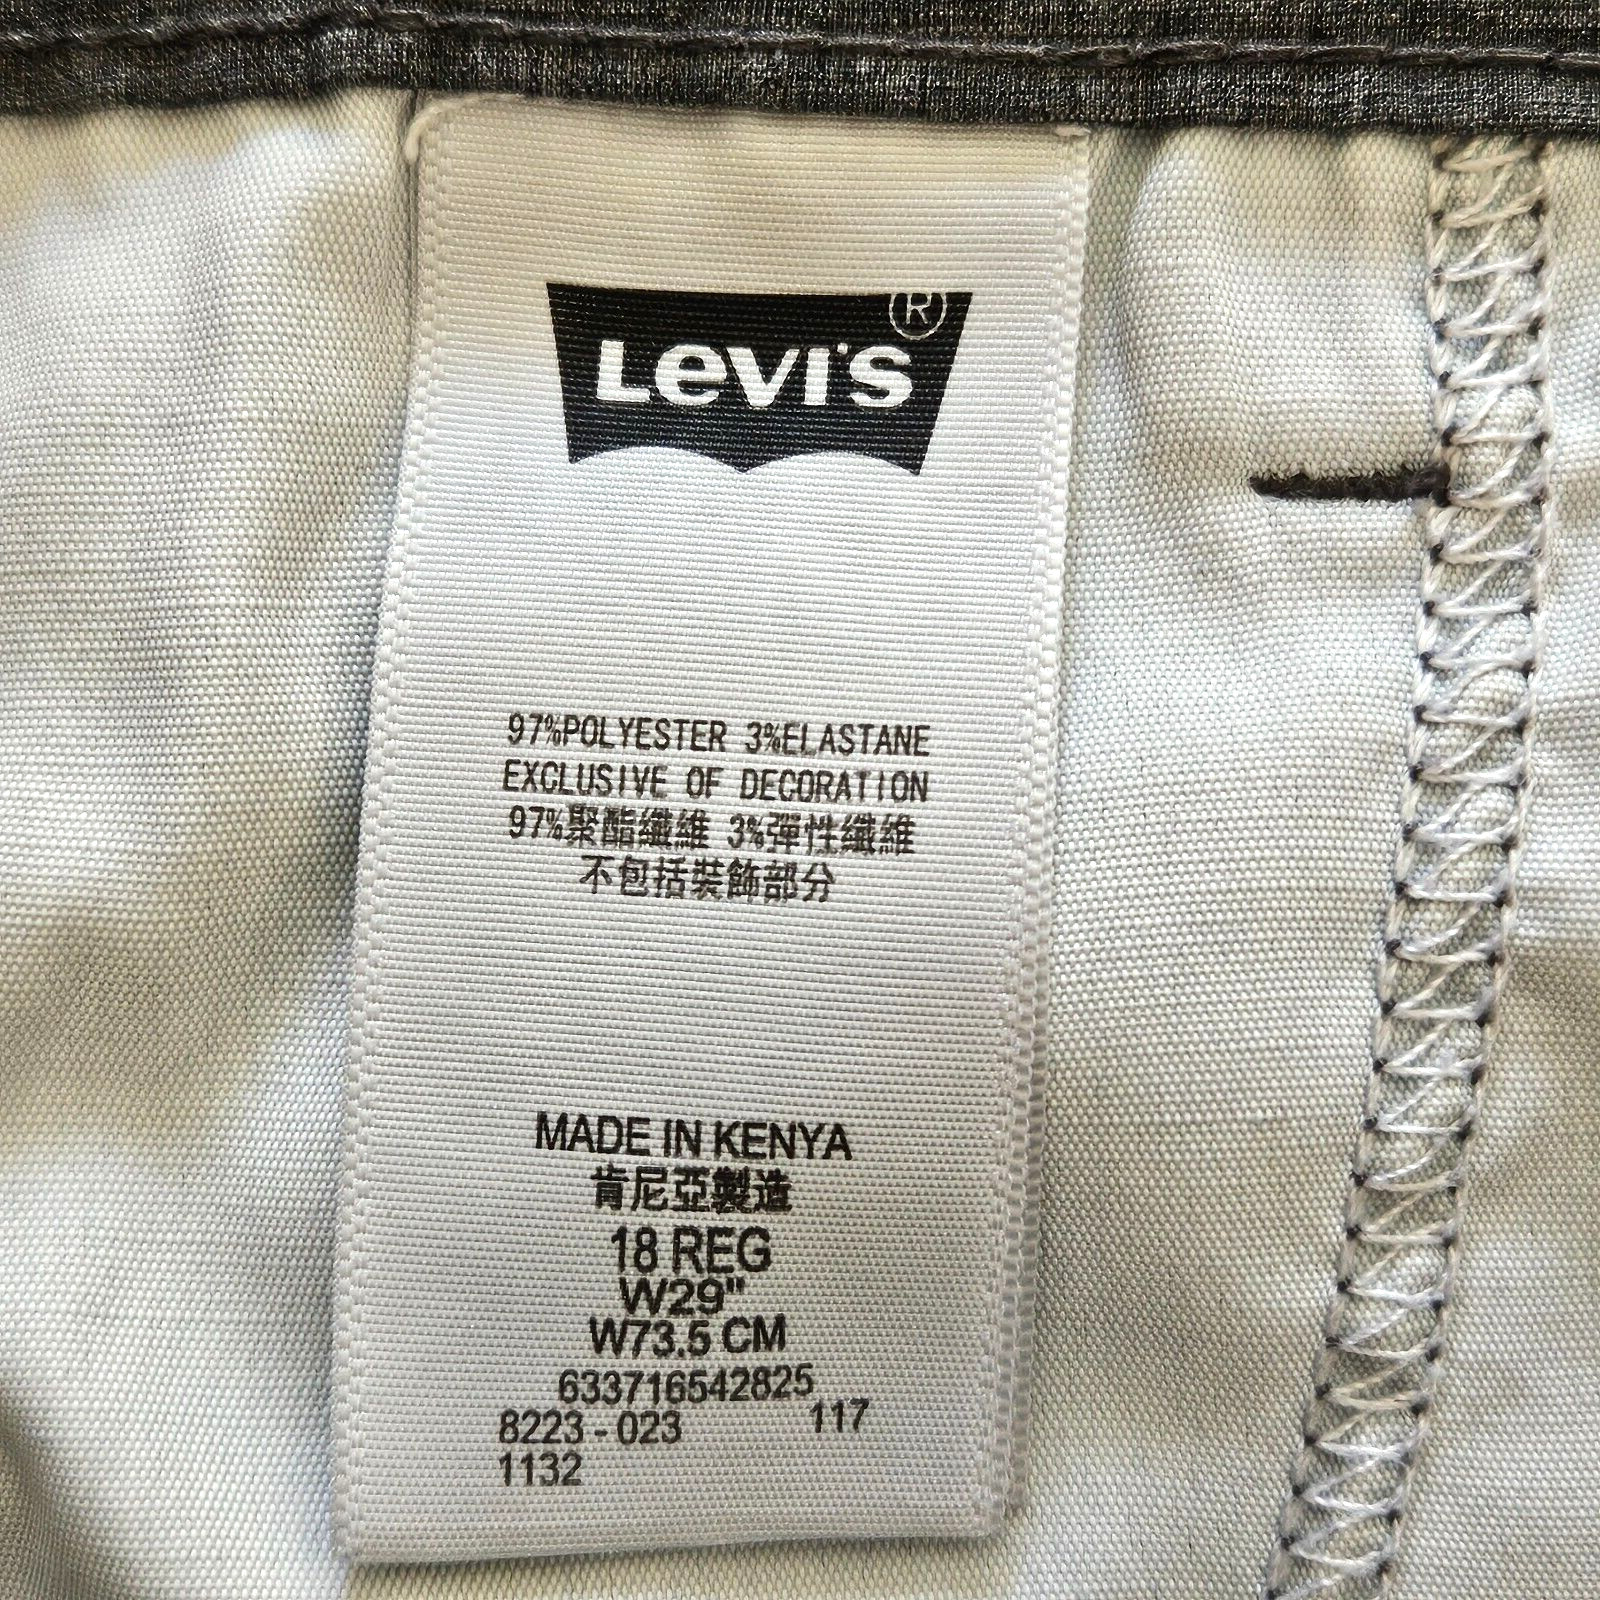 Levi's®
97%POLYESTER 3%ELASTANE
EXCLUSIVE OF DECORATION
97%聚酯纖維 3%彈性纖維
不包括裝飾部分
MADE IN KENYA
肯尼亞製造
18 REG
W29"
W73.5 CM
633716542825
8223 - 023 117
1132